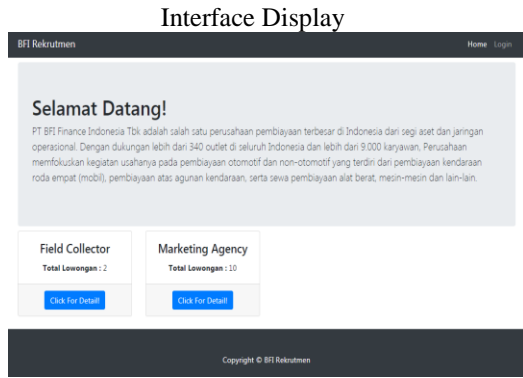 Interface Display
BFI Rekrutmen
Home Login
Selamat Datang!
PT BFI Finance Indonesia Tbk adalah salah satu perusahaan pembiayaan terbesar di Indonesia dari segi aset dan jaringan
operasional. Dengan dukungan lebih dari 340 outlet di seluruh Indonesia dan lebih dari 9.000 karyawan, Perusahaan
memfokuskan kegiatan usahanya pada pembiayaan otomotif dan non-otomotif yang terdiri dari pembiayaan kendaraan
roda empat (mobil), pembiayaan atas agunan kendaraan, serta sewa pembiayaan alat berat, mesin-mesin dan lain-lain.
Field Collector
Total Lowongan : 2
Click For Detail!
Marketing Agency
Total Lowongan : 10
Click For Detail!
Copyright © BFI Rekrutmen